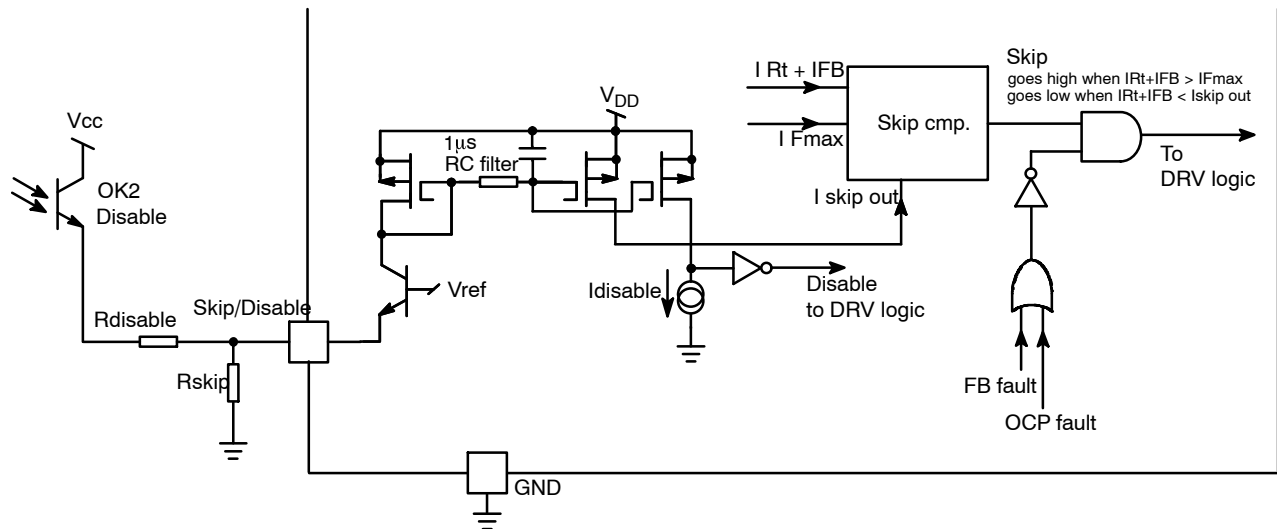 Vcc
OK2
Disable
Rdisable
Skip/Disable
Rskip
1μs
RC filter
VDD
Vref
Idisable
Disable
to DRV logic
I Rt + IFB
I Fmax
Skip cmp.
I skip out
Skip
goes high when IRt+IFB > IFmax
goes low when IRt+IFB < Iskip out
To
DRV logic
FB fault
OCP fault
GND